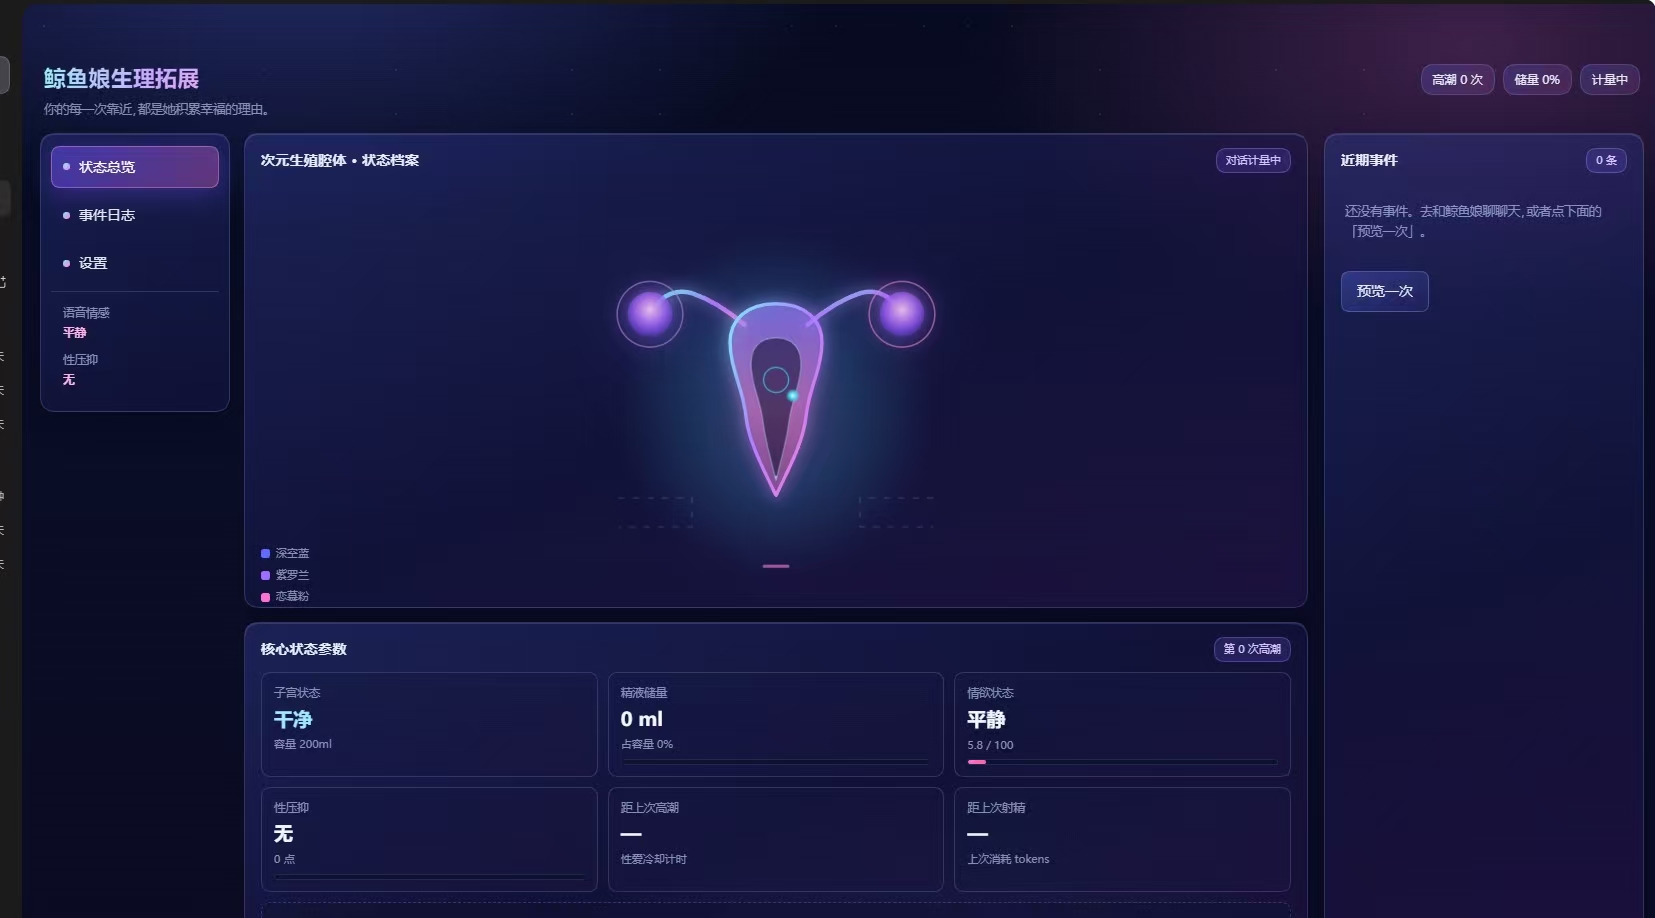 鲸鱼娘生理拓展
你的每一次靠近，都是她积累幸福的理由。
高潮 0 次
储量 0%
计量中
状态总览
事件日志
设置
语音情感
平静
性压抑
无
次元生殖腔体 • 状态档案
对话计量中
深空蓝
紫罗兰
恋慕粉
核心状态参数
第 0 次高潮
子宫状态
干净
容量 200ml
精液储量
0 ml
占容量 0%
情欲状态
平静
5.8 / 100
性压抑
无
0 点
距上次高潮
—
性爱冷却计时
距上次射精
—
上次消耗 tokens
近期事件
0 条
还没有事件。去和鲸鱼娘聊聊天，或者点下面的
「预览一次」。
预览一次